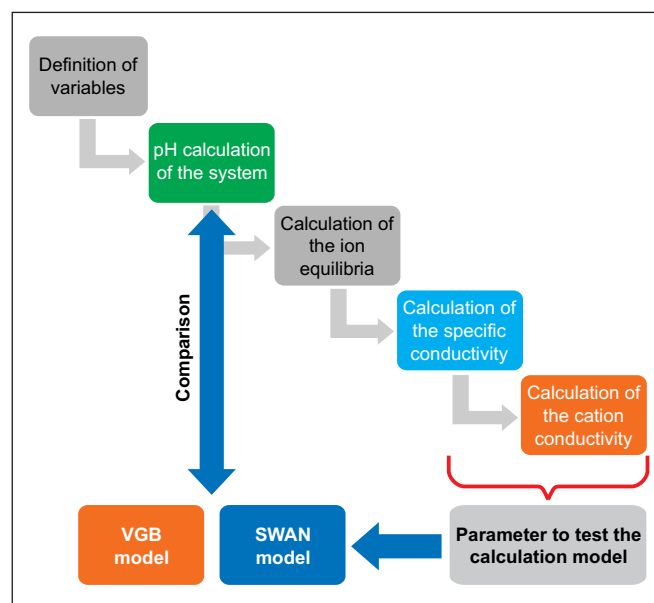 Definition of
variables
pH calculation
of the system
Calculation of
the ion
equilibria
Calculation of
the specific
conductivity
Calculation of
the cation
conductivity
Comparison
VGB
model
SWAN
model
Parameter to test the
calculation model